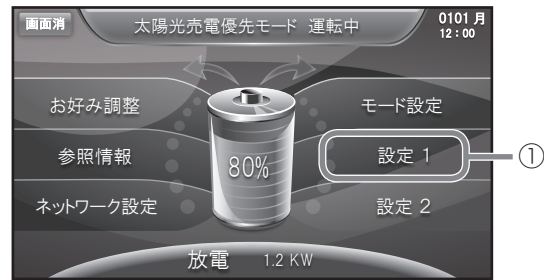 画面消
太陽光売電優先モード 運転中
0101 月
12:00
お好み調整
モード設定
参照情報
80%
設定 1
①
ネットワーク設定
設定 2
放電 1.2 KW